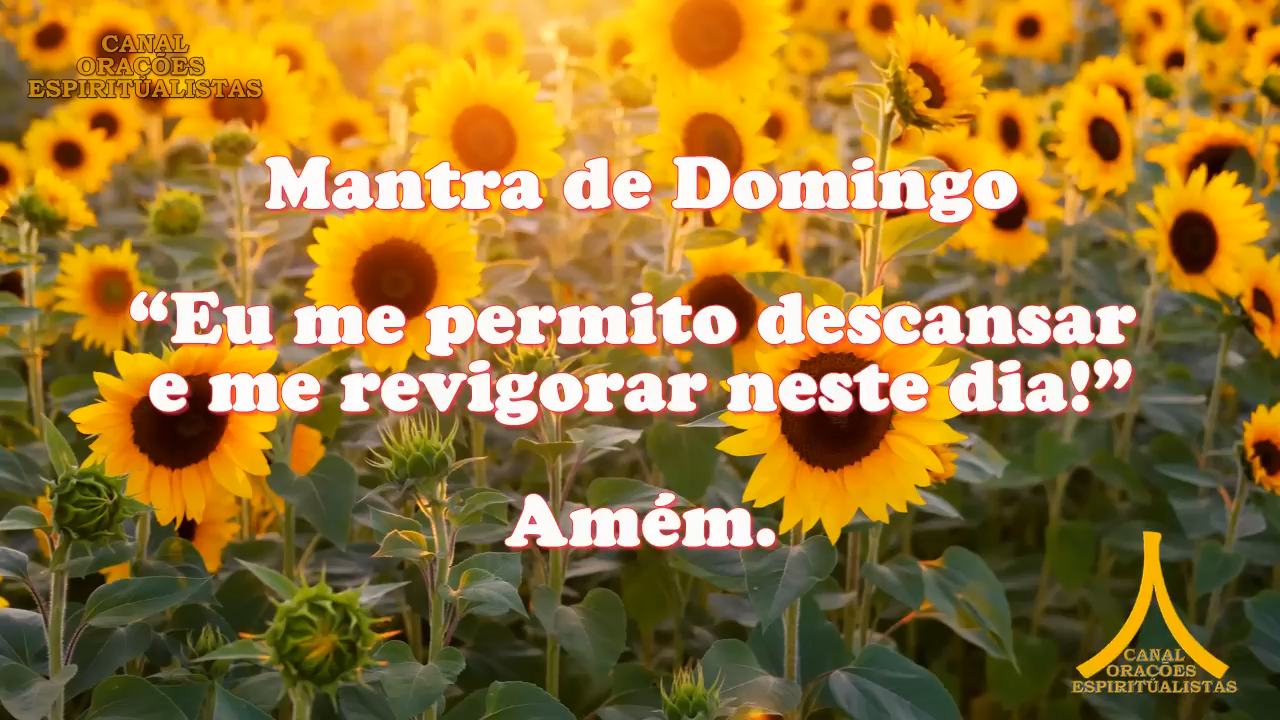 CANAL
ORAÇÕES
ESPIRITUALISTAS
Mantra de Domingo
“Eu me permito descansar
e me revigorar neste dia!”
Amém.
CANAL
ORAÇÕES
ESPIRITUALISTAS